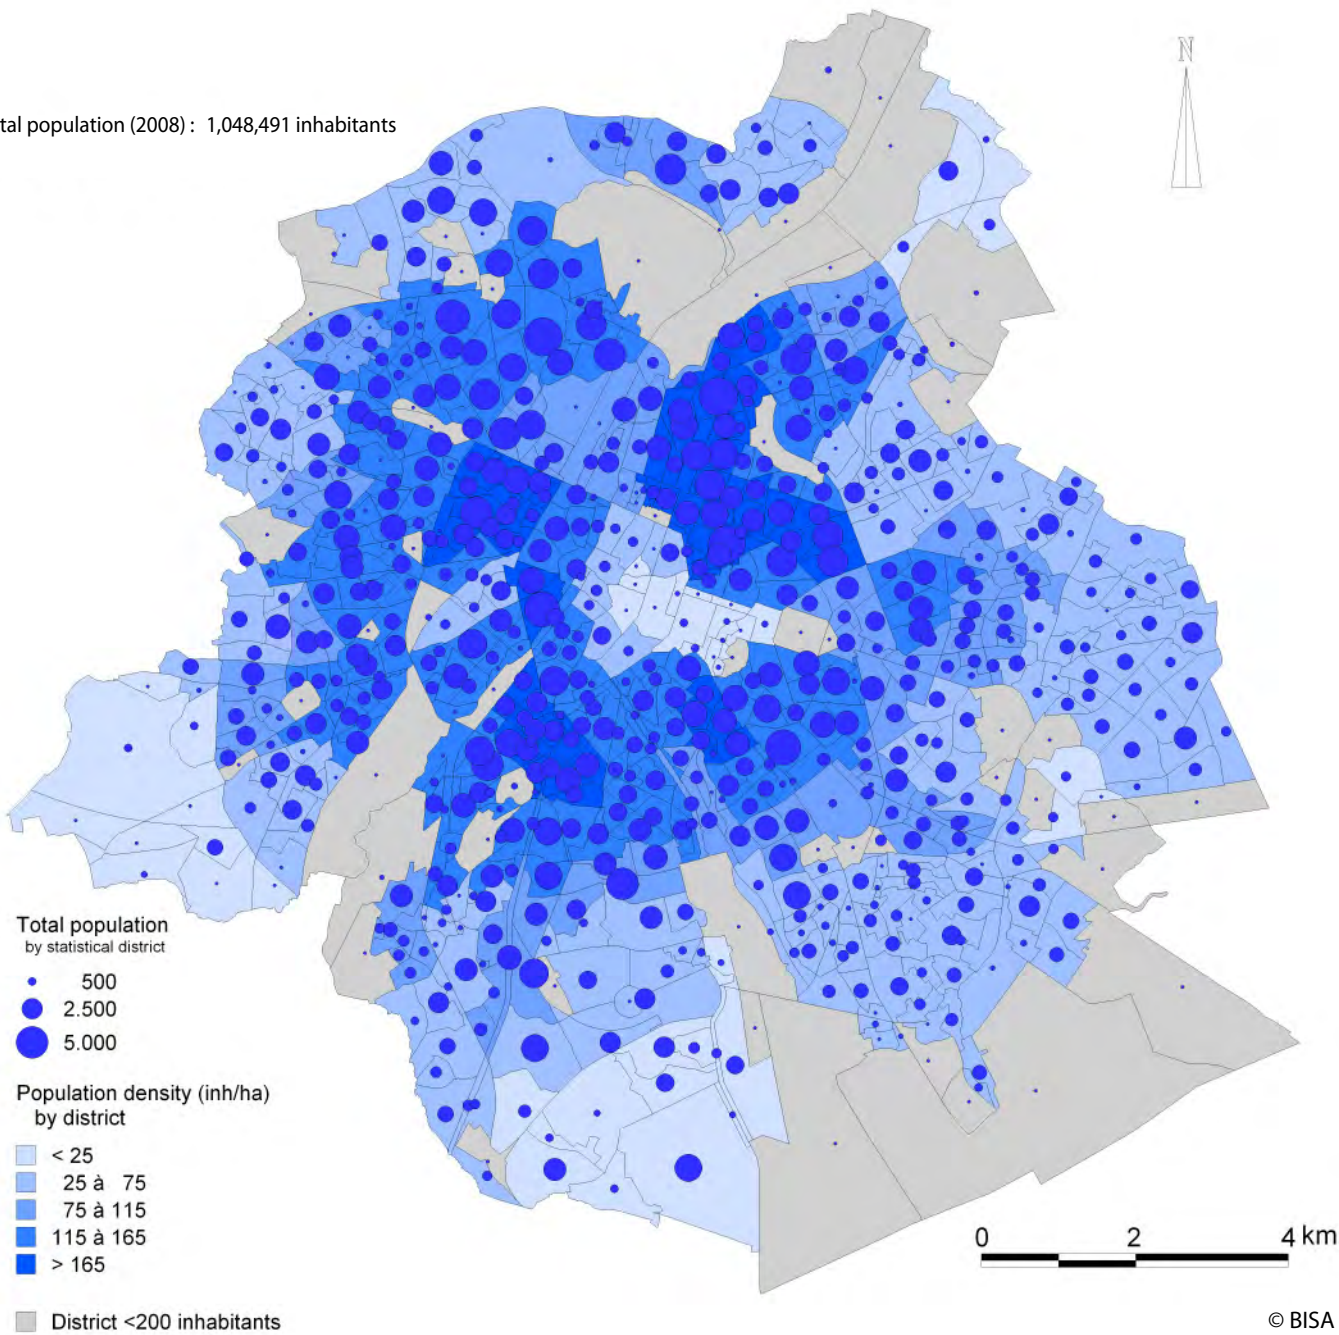 N
tal population (2008) : 1,048,491 inhabitants
Total population
by statistical district
500
2.500
5.000
Population density (inh/ha)
by district
< 25
25 à 75
75 à 115
115 à 165
> 165
District <200 inhabitants
0 2 4 km
© BISA